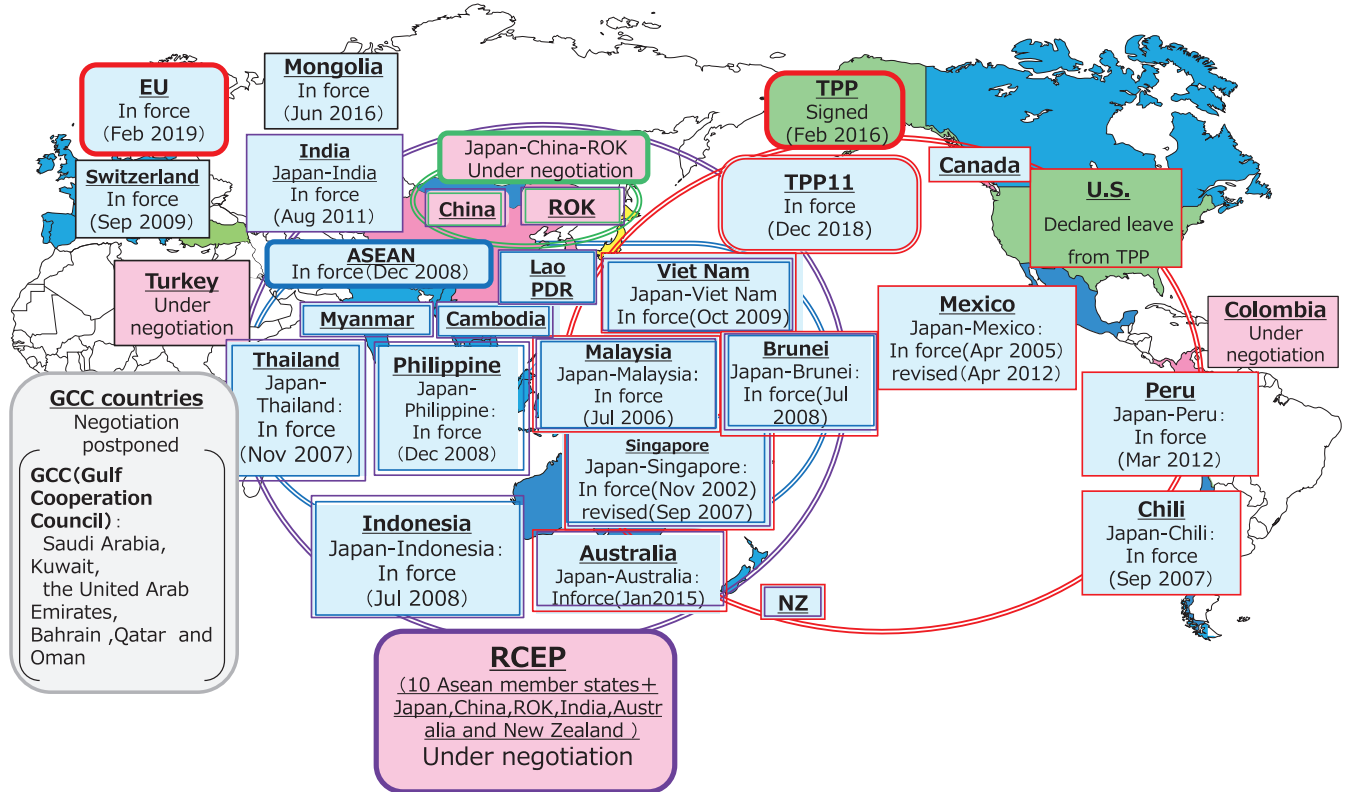 EU
In force
(Feb 2019)
Mongolia
In force
(Jun 2016)
TPP
Signed
(Feb 2016)
India
Japan-India
In force
(Aug 2011)
Japan-China-ROK
Under negotiation
China
ROK
Switzerland
In force
(Sep 2009)
TPP11
In force
(Dec 2018)
Canada
U.S.
Declared leave
from TPP
ASEAN
In force(Dec 2008)
Lao
PDR
Viet Nam
Japan-Viet Nam
In force(Oct 2009)
Turkey
Under
negotiation
Myanmar
Cambodia
Mexico
Japan-Mexico:
In force(Apr 2005)
revised(Apr 2012)
Colombia
Under
negotiation
Thailand
Japan-
Thailand:
In force
(Nov 2007)
Philippine
Japan-
Philippine:
In force
(Dec 2008)
Malaysia
Japan-Malaysia:
In force
(Jul 2006)
Brunei
Japan-Brunei:
In force(Jul
2008)
GCC countries
Negotiation
postponed
GCC(Gulf
Cooperation
Council):
Saudi Arabia,
Kuwait,
the United Arab
Emirates,
Bahrain ,Qatar and
Oman
Peru
Japan-Peru:
In force
(Mar 2012)
Singapore
Japan-Singapore:
In force(Nov 2002)
revised(Sep 2007)
Indonesia
Japan-Indonesia:
In force
(Jul 2008)
Australia
Japan-Australia:
Inforce(Jan2015)
NZ
Chili
Japan-Chili:
In force
(Sep 2007)
RCEP
(10 Asean member states+
Japan,China,ROK,India,Austr
alia and New Zealand )
Under negotiation